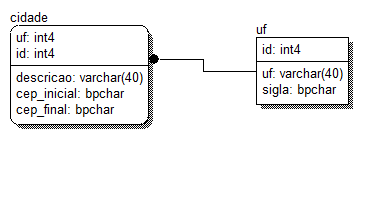 cidade
uf: int4
id: int4
descricao: varchar(40)
cep_inicial: bpchar
cep_final: bpchar
uf
id: int4
uf: varchar(40)
sigla: bpchar